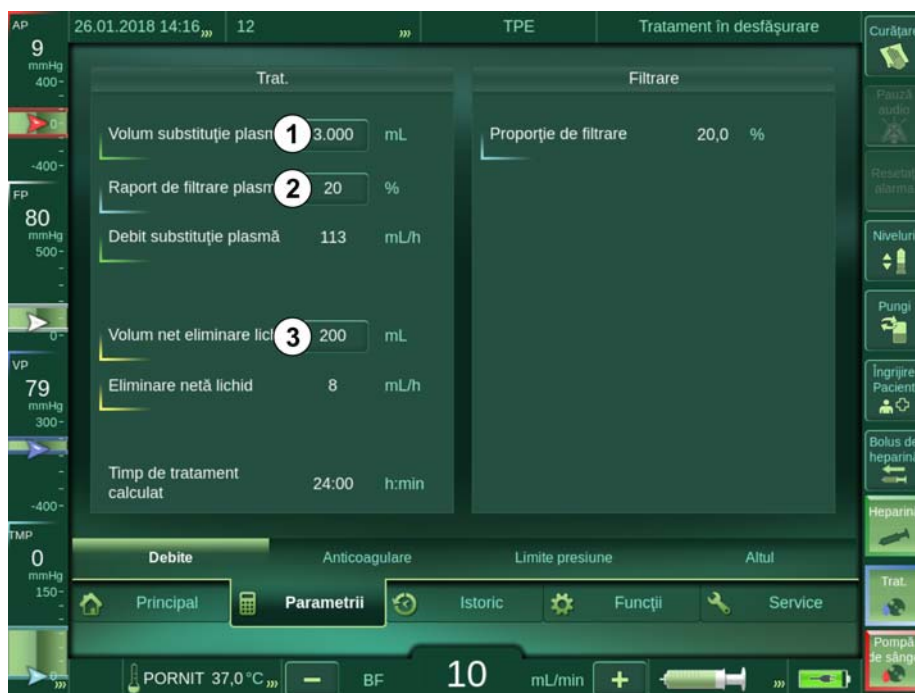 26.01.2018 14:16 12 TPE Tratament în desfășurare
AP
9
mmHg
400
0
-400
FP
80
mmHg
500
0
VP
79
mmHg
300
-400
TMP
0
mmHg
150
0
Trat.
Volum substituție plasm 1 3.000 mL
Raport de filtrare plasm 2 20 %
Debit substituție plasmă 113 mL/h
Volum net eliminare lich 3 200 mL
Eliminare netă lichid 8 mL/h
Timp de tratament
calculat 24:00 h:min
Filtrare
Proporție de filtrare 20,0 %
Curățare
Pauză
audio
Resetați
alarma
Niveluri
Pungi
Îngrijire
Pacient
Bolus de
heparină
Heparină
Trat.
Pompă
de sânge
Debite Anticoagulare Limite presiune Altul
Principal Parametrii Istoric Funcții Service
PORNIT 37,0 °C BF 10 mL/min